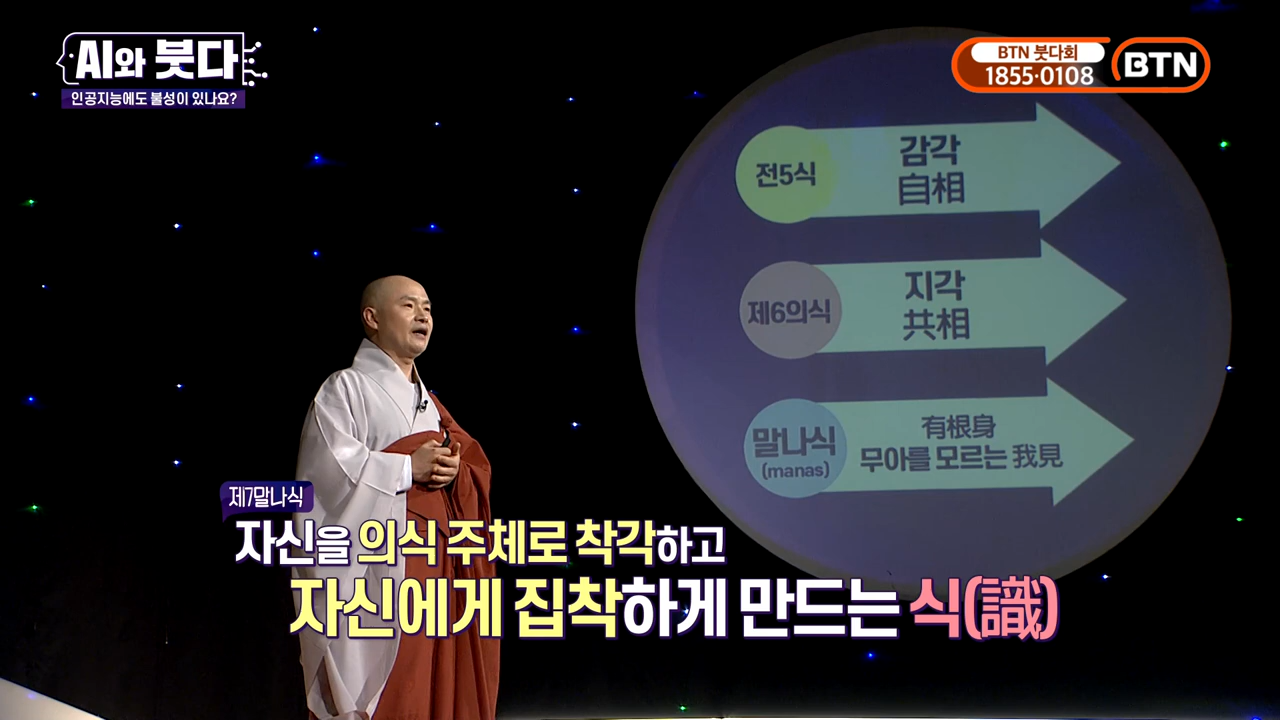 AI와 붓다
인공지능에도 불성이 있나요?
BTN 붓다회
1855·0108
BTN
전5식
감각
自相
제6의식
지각
共相
말나식
(manas)
有根身
무아를 모르는 我見
제7말나식
자신을 의식 주체로 착각하고
자신에게 집착하게 만드는 식(識)